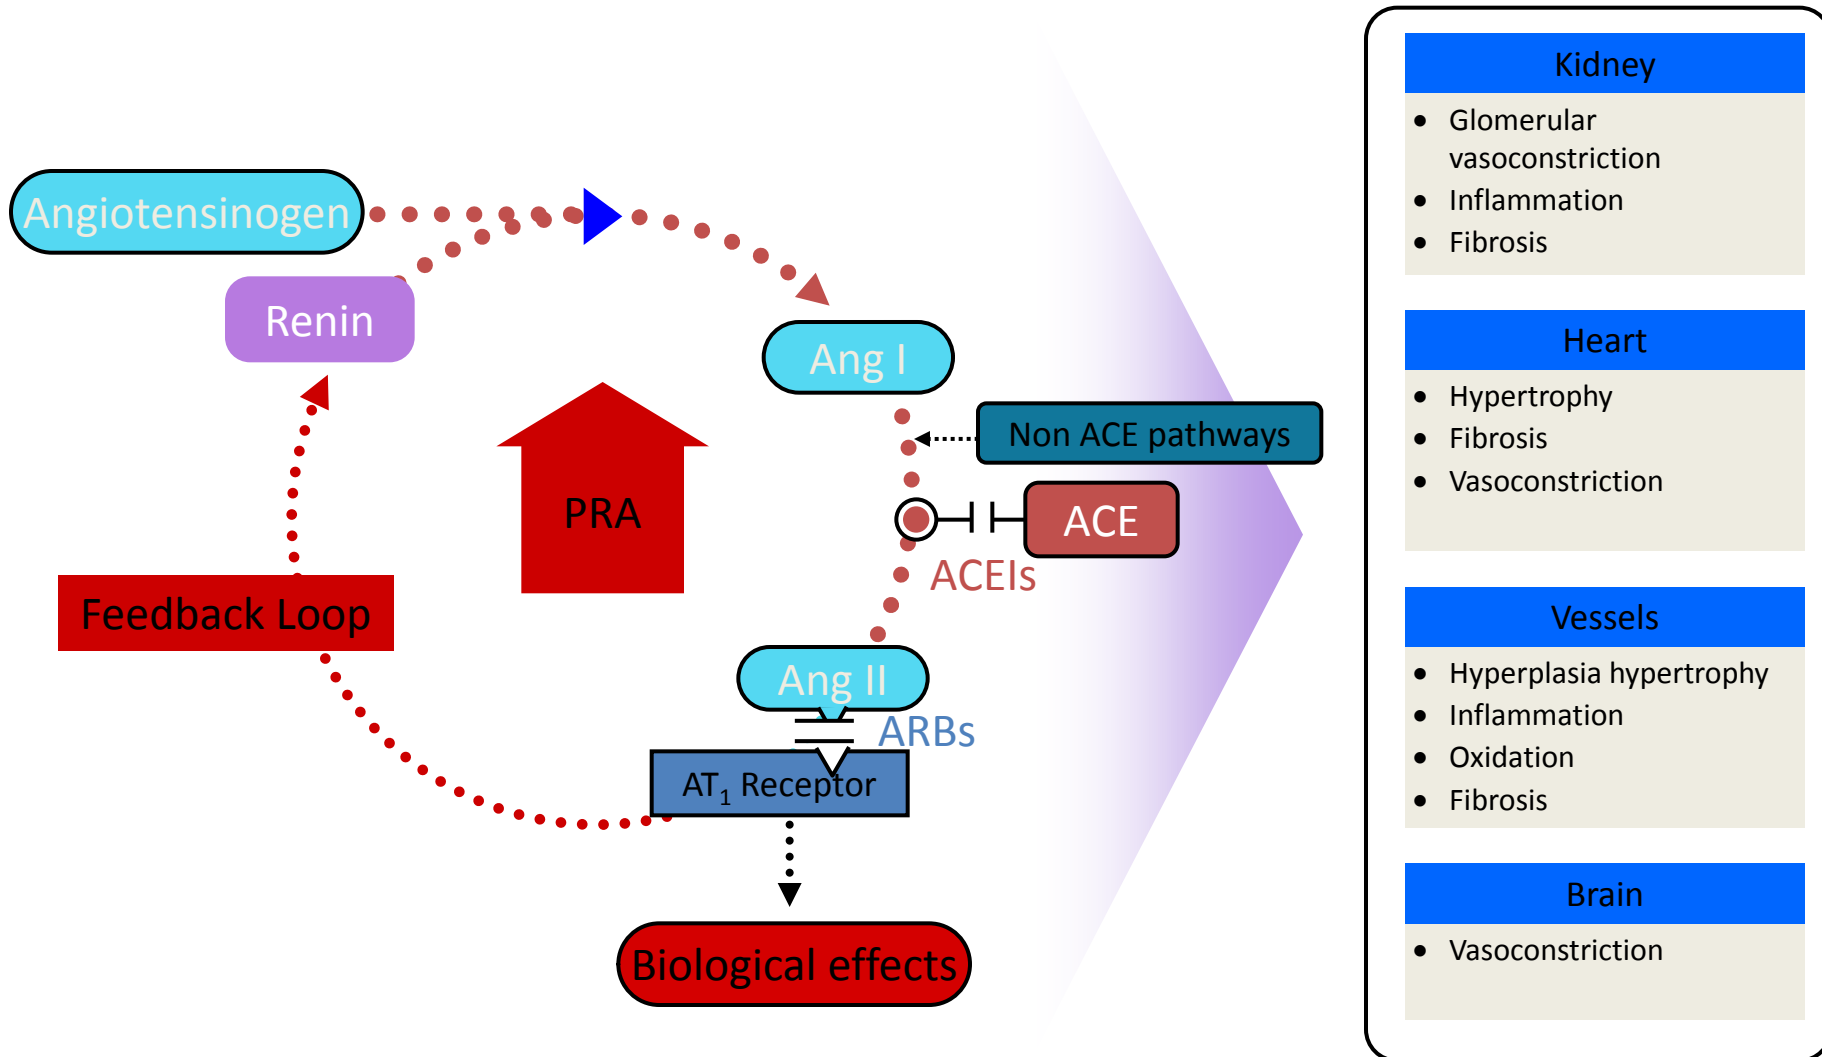 Angiotensinogen
Renin
Ang I
Non ACE pathways
PRA
ACE
ACEIs
Feedback Loop
Ang II
ARBs
AT₁ Receptor
Biological effects
Kidney
• Glomerular
vasoconstriction
• Inflammation
• Fibrosis
Heart
• Hypertrophy
• Fibrosis
• Vasoconstriction
Vessels
• Hyperplasia hypertrophy
• Inflammation
• Oxidation
• Fibrosis
Brain
• Vasoconstriction